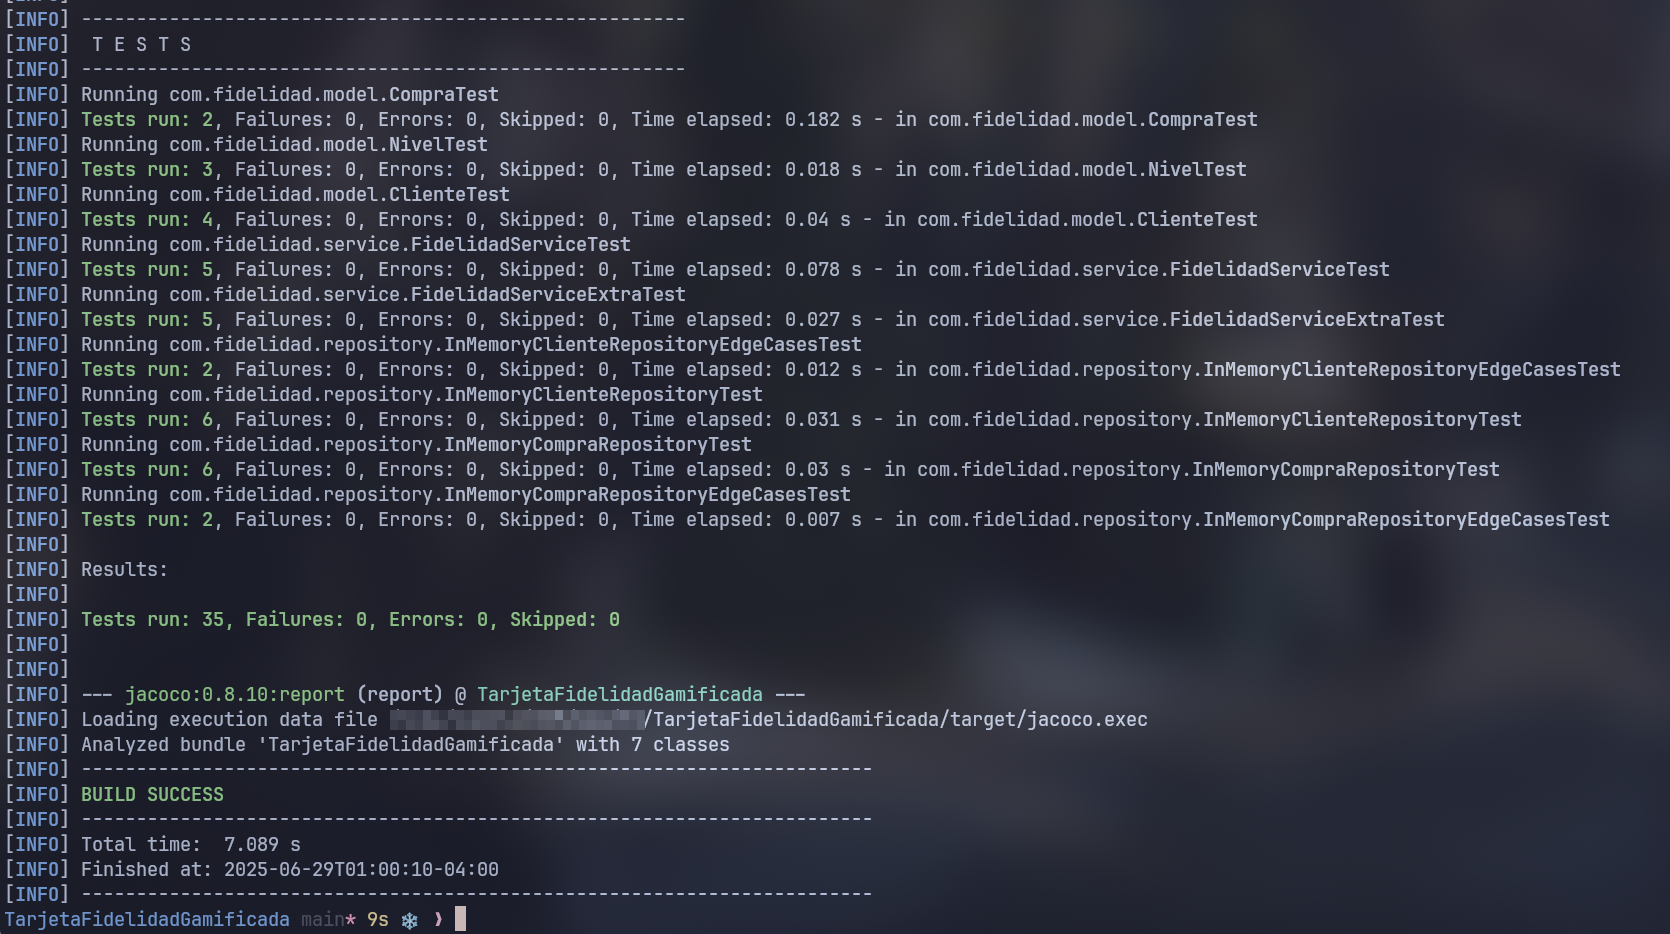 [INFO] -------------------------------------------------------
[INFO]  T E S T S
[INFO] -------------------------------------------------------
[INFO] Running com.fidelidad.model.CompraTest
[INFO] Tests run: 2, Failures: 0, Errors: 0, Skipped: 0, Time elapsed: 0.182 s - in com.fidelidad.model.CompraTest
[INFO] Running com.fidelidad.model.NivelTest
[INFO] Tests run: 3, Failures: 0, Errors: 0, Skipped: 0, Time elapsed: 0.018 s - in com.fidelidad.model.NivelTest
[INFO] Running com.fidelidad.model.ClienteTest
[INFO] Tests run: 4, Failures: 0, Errors: 0, Skipped: 0, Time elapsed: 0.04 s - in com.fidelidad.model.ClienteTest
[INFO] Running com.fidelidad.service.FidelidadServiceTest
[INFO] Tests run: 5, Failures: 0, Errors: 0, Skipped: 0, Time elapsed: 0.078 s - in com.fidelidad.service.FidelidadServiceTest
[INFO] Running com.fidelidad.service.FidelidadServiceExtraTest
[INFO] Tests run: 5, Failures: 0, Errors: 0, Skipped: 0, Time elapsed: 0.027 s - in com.fidelidad.service.FidelidadServiceExtraTest
[INFO] Running com.fidelidad.repository.InMemoryClienteRepositoryEdgeCasesTest
[INFO] Tests run: 2, Failures: 0, Errors: 0, Skipped: 0, Time elapsed: 0.012 s - in com.fidelidad.repository.InMemoryClienteRepositoryEdgeCasesTest
[INFO] Running com.fidelidad.repository.InMemoryClienteRepositoryTest
[INFO] Tests run: 6, Failures: 0, Errors: 0, Skipped: 0, Time elapsed: 0.031 s - in com.fidelidad.repository.InMemoryClienteRepositoryTest
[INFO] Running com.fidelidad.repository.InMemoryCompraRepositoryTest
[INFO] Tests run: 6, Failures: 0, Errors: 0, Skipped: 0, Time elapsed: 0.03 s - in com.fidelidad.repository.InMemoryCompraRepositoryTest
[INFO] Running com.fidelidad.repository.InMemoryCompraRepositoryEdgeCasesTest
[INFO] Tests run: 2, Failures: 0, Errors: 0, Skipped: 0, Time elapsed: 0.007 s - in com.fidelidad.repository.InMemoryCompraRepositoryEdgeCasesTest
[INFO]
[INFO] Results:
[INFO]
[INFO] Tests run: 35, Failures: 0, Errors: 0, Skipped: 0
[INFO]
[INFO]
[INFO] --- jacoco:0.8.10:report (report) @ TarjetaFidelidadGamificada ---
[INFO] Loading execution data file /TarjetaFidelidadGamificada/target/jacoco.exec
[INFO] Analyzed bundle 'TarjetaFidelidadGamificada' with 7 classes
[INFO] ------------------------------------------------------------------------
[INFO] BUILD SUCCESS
[INFO] ------------------------------------------------------------------------
[INFO] Total time:  7.089 s
[INFO] Finished at: 2025-06-29T01:00:10-04:00
[INFO] ------------------------------------------------------------------------
TarjetaFidelidadGamificada main* 9s ❄️ ❯